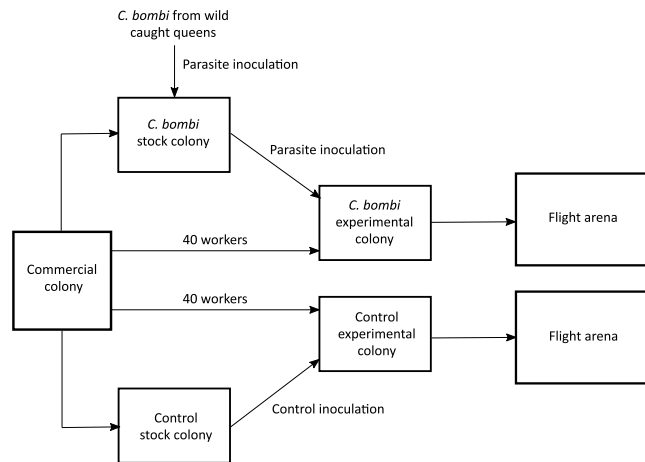 C. bombi from wild
caught queens
Parasite inoculation
C. bombi
stock colony
Parasite inoculation
C. bombi
experimental
colony
Flight arena
40 workers
Commercial
colony
40 workers
Control
experimental
colony
Flight arena
Control inoculation
Control
stock colony